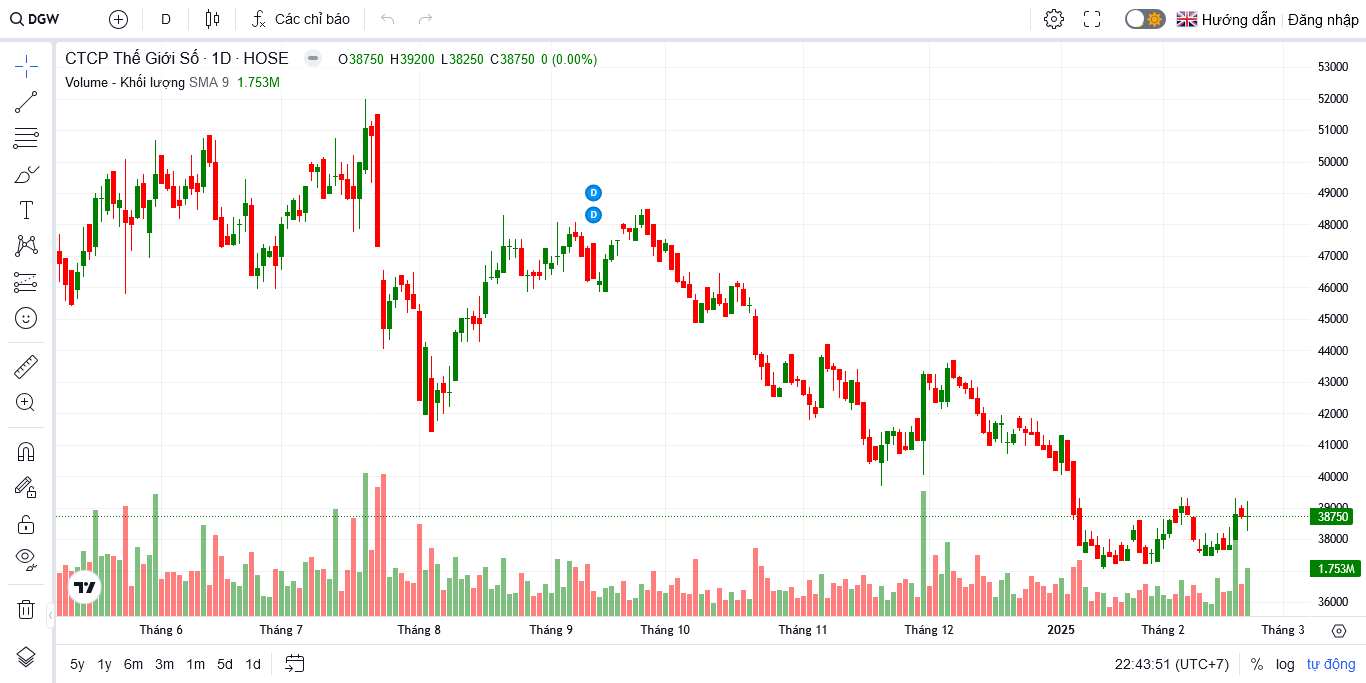 DGW D Các chỉ báo Hướng dẫn Đăng nhập
CTCP Thế Giới Số · 1D · HOSE O38750 H39200 L38250 C38750 0 (0.00%)
Volume - Khối lượng SMA 9 1.753M
53000
52000
51000
50000
49000
48000
47000
46000
45000
44000
43000
42000
41000
40000
39000
38750
38000
1.753M
36000
D
D
Tháng 6 Tháng 7 Tháng 8 Tháng 9 Tháng 10 Tháng 11 Tháng 12 2025 Tháng 2 Tháng 3
5y 1y 6m 3m 1m 5d 1d 22:43:51 (UTC+7) % log tự động